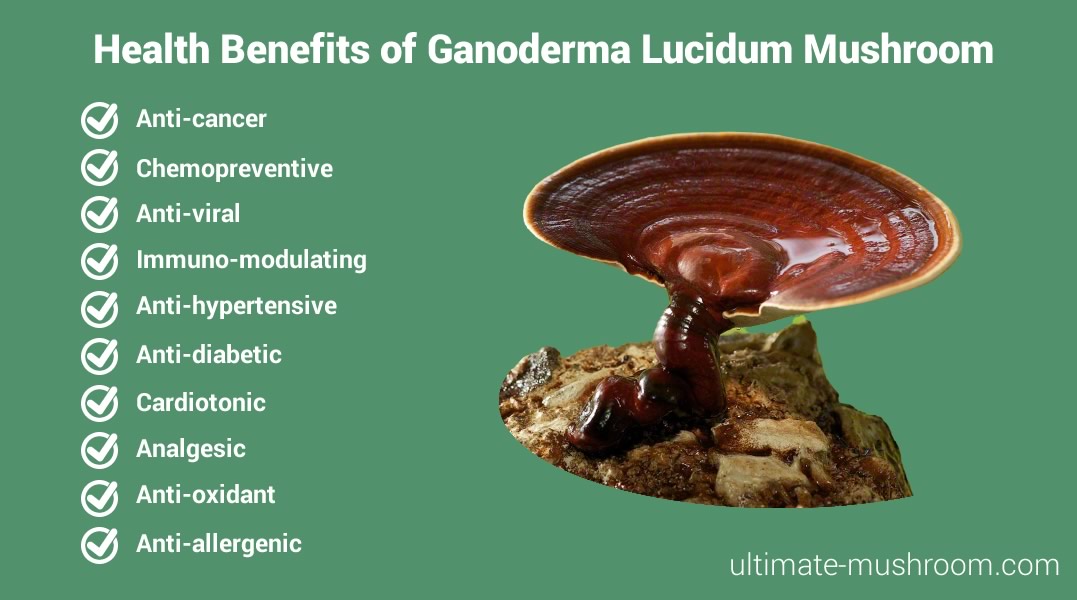 Health Benefits of Ganoderma Lucidum Mushroom
Anti-cancer
Chemopreventive
Anti-viral
Immuno-modulating
Anti-hypertensive
Anti-diabetic
Cardiotonic
Analgesic
Anti-oxidant
Anti-allergenic
ultimate-mushroom.com